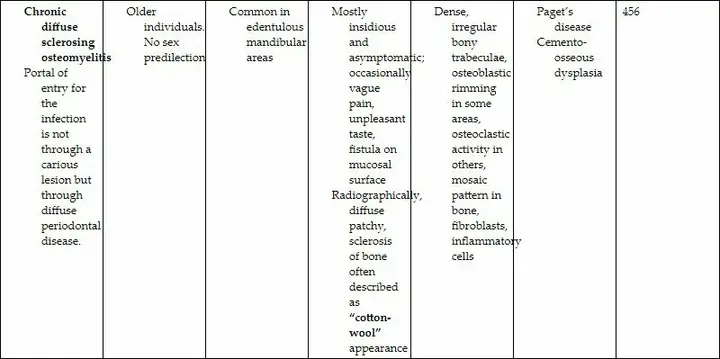 Chronic
diffuse
sclerosing
osteomyelitis
Portal of
entry for
the
infection
is not
through a
carious
lesion but
through
diffuse
periodontal
disease.
Older
individuals.
No sex
predilection
Common in
edentulous
mandibular
areas
Mostly
insidious
and
asymptomatic;
occasionally
vague
pain,
unpleasant
taste,
fistula on
mucosal
surface
Radiographically,
diffuse
patchy,
sclerosis
of bone
often
described
as
“cotton-
wool”
appearance
Dense,
irregular
bony
trabeculae,
osteoblastic
rimming
in some
areas,
osteoclastic
activity in
others,
mosaic
pattern in
bone,
fibroblasts,
inflammatory
cells
Paget’s
disease
Cemento-
osseous
dysplasia
456